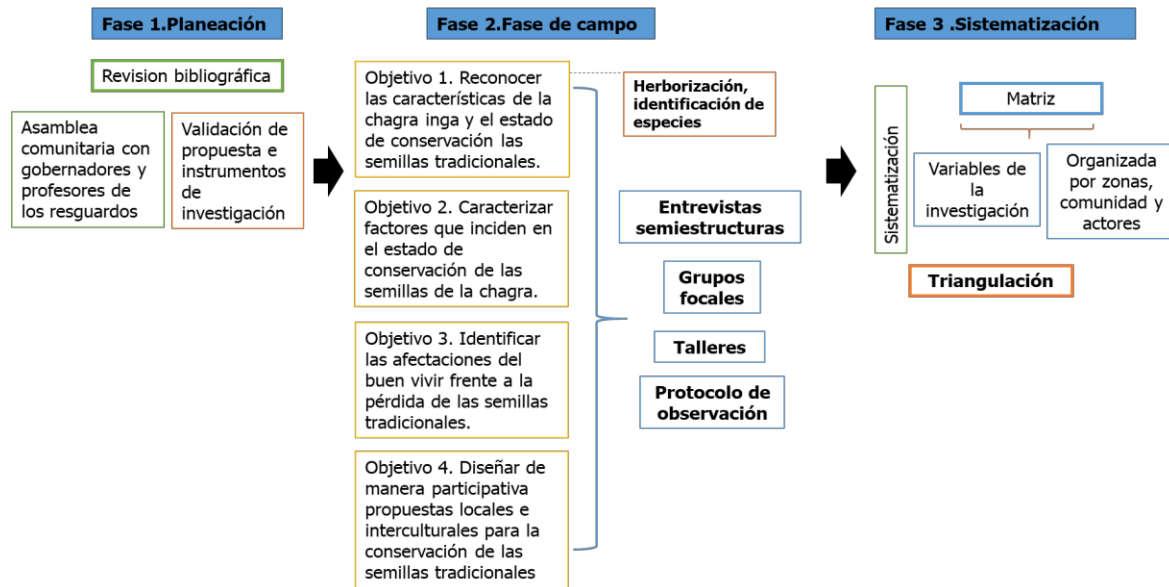 Fase 1.Planeación
Revision bibliográfica
Asamblea
comunitaria con
gobernadores y
profesores de
los resguardos
Validación de
propuesta e
instrumentos
de
investigación
Fase 2.Fase de campo
Objetivo 1. Reconocer
las características de la
chagra inga y el estado
de conservación las
semillas tradicionales.
Objetivo 2. Caracterizar
factores que inciden en
el estado de
conservación de las
semillas de la chagra.
Objetivo 3. Identificar
las afectaciones del
buen vivir frente a la
pérdida de las semillas
tradicionales.
Objetivo 4. Diseñar de
manera participativa
propuestas locales e
interculturales para la
conservación de las
semillas tradicionales
Herborización,
identificación de
especies
Entrevistas
semiestructuras
Grupos
focales
Talleres
Protocolo de
observación
Fase 3 .Sistematización
Sistematización
Matriz
Variables de
la
investigación
Organizada
por zonas,
comunidad y
actores
Triangulación